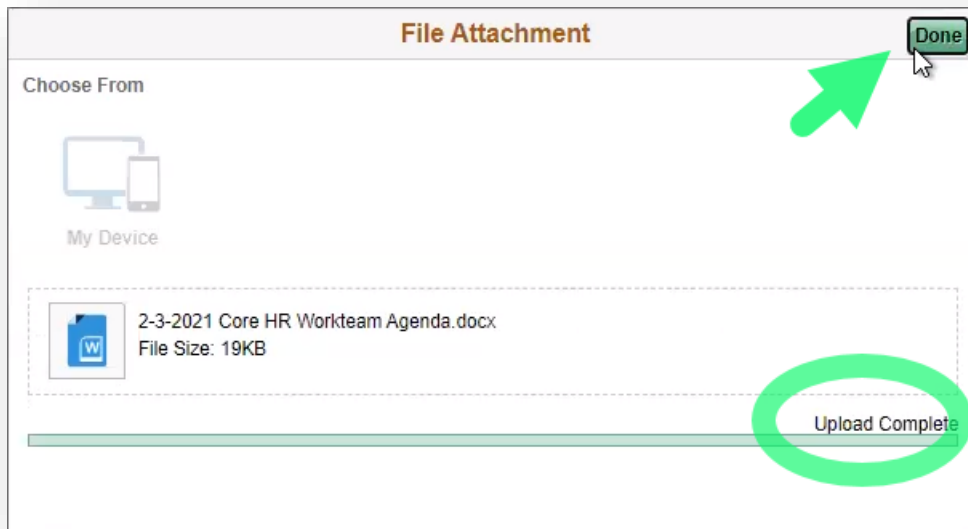 File Attachment
Done
Choose From
My Device
W
2-3-2021 Core HR Workteam Agenda.docx
File Size: 19KB
Upload Complete